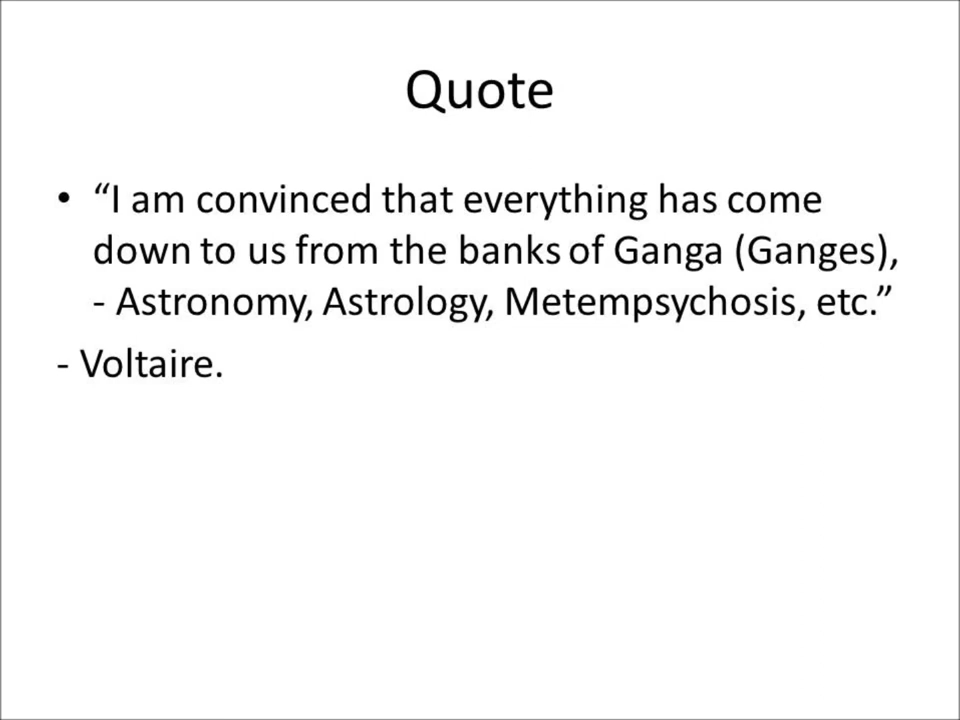 Quote
• “I am convinced that everything has come
down to us from the banks of Ganga (Ganges),
- Astronomy, Astrology, Metempsychosis, etc.”
- Voltaire.